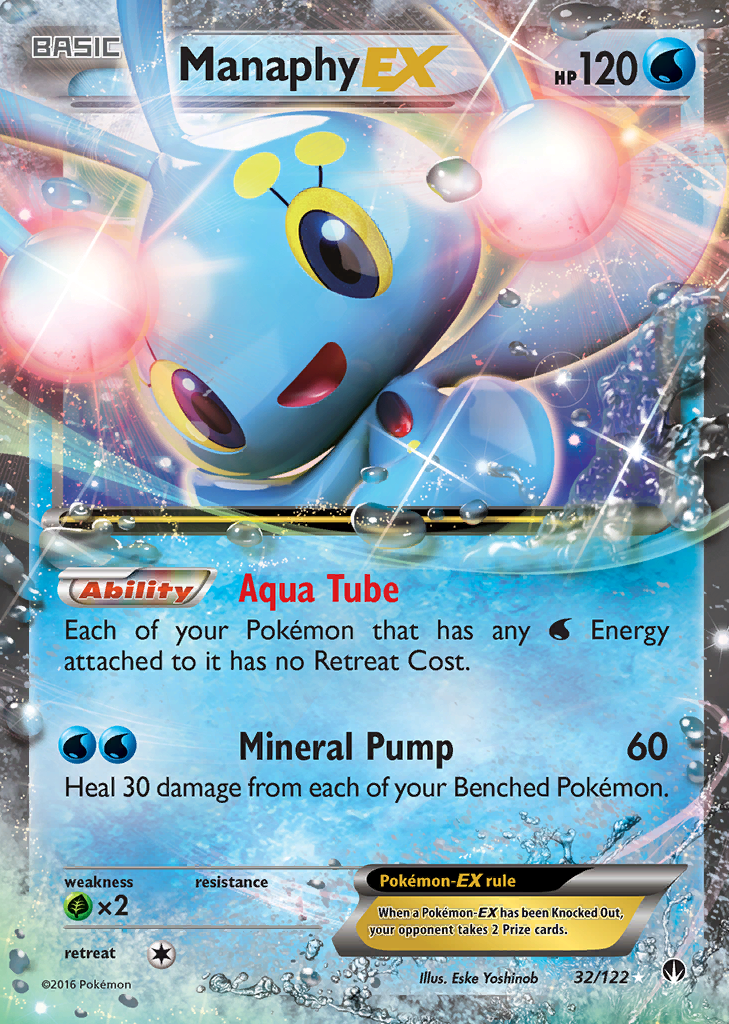 BASIC
Manaphy EX
HP 120
Ability Aqua Tube
Each of your Pokémon that has any Energy
attached to it has no Retreat Cost.
Mineral Pump 60
Heal 30 damage from each of your Benched Pokémon.
weakness resistance
×2
Pokémon-EX rule
When a Pokémon-EX has been Knocked Out,
your opponent takes 2 Prize cards.
retreat
©2016 Pokémon
Illus. Eske Yoshinob
32/122